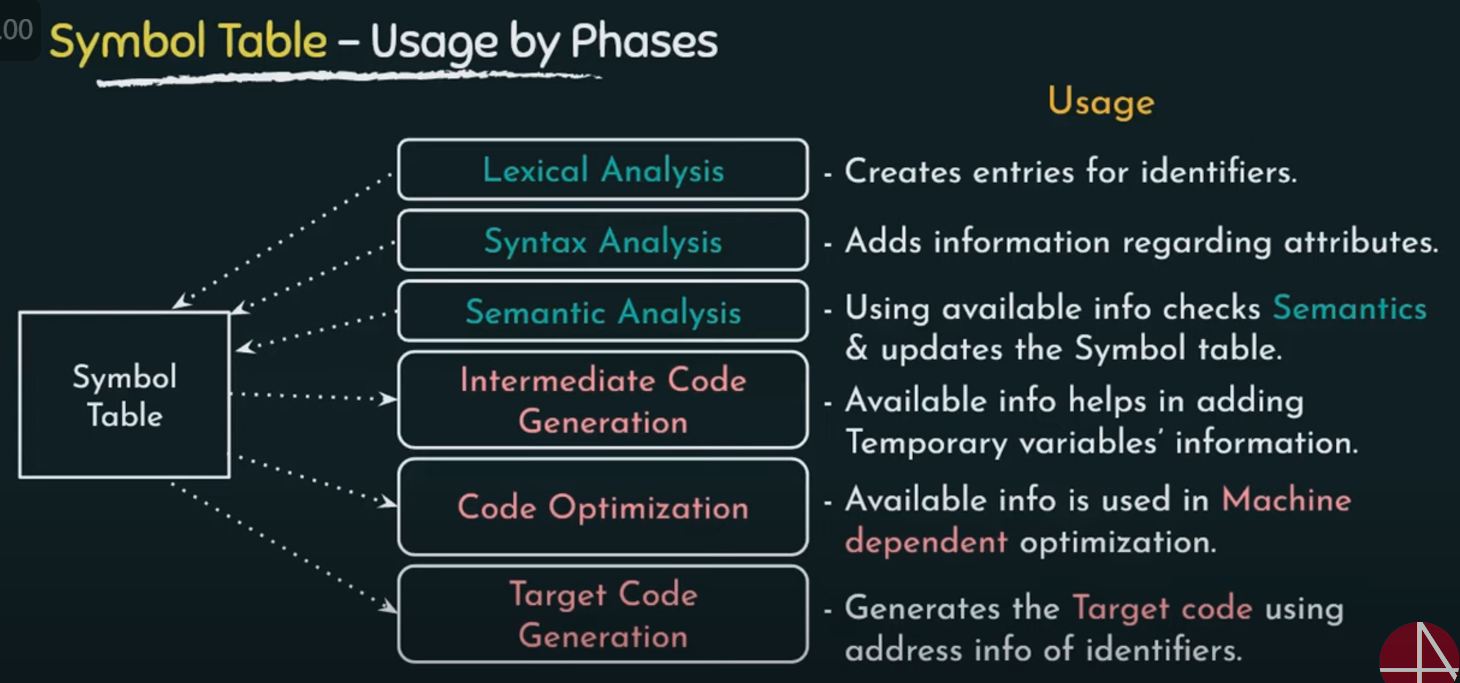 .00
Symbol Table – Usage by Phases
Usage
Lexical Analysis
- Creates entries for identifiers.
Syntax Analysis
- Adds information regarding attributes.
Semantic Analysis
- Using available info checks Semantics
& updates the Symbol table.
Symbol
Table
Intermediate Code
Generation
- Available info helps in adding
Temporary variables’ information.
Code Optimization
- Available info is used in Machine
dependent optimization.
Target Code
Generation
- Generates the Target code using
address info of identifiers.